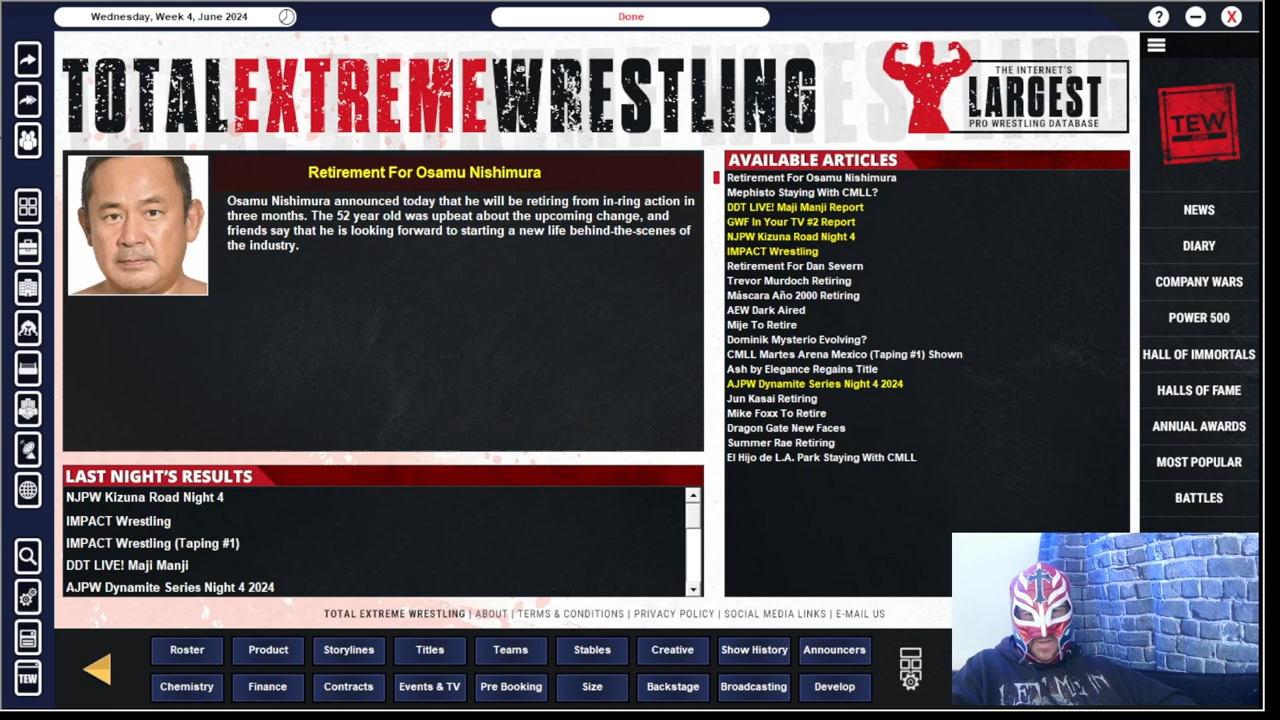 Wednesday, Week 4, June 2024
Done
?
X
TOTALEXTREMEWRESTLING
THE INTERNET'S
LARGEST
PRO WRESTLING DATABASE
TEW
.COM
Retirement For Osamu Nishimura
Osamu Nishimura announced today that he will be retiring from in-ring action in
three months. The 52 year old was upbeat about the upcoming change, and
friends say that he is looking forward to starting a new life behind-the-scenes of
the industry.
AVAILABLE ARTICLES
Retirement For Osamu Nishimura
Mephisto Staying With CMLL?
DDT LIVE! Maji Manji Report
GWF In Your TV #2 Report
NJPW Kizuna Road Night 4
IMPACT Wrestling
Retirement For Dan Severn
Trevor Murdoch Retiring
Máscara Año 2000 Retiring
AEW Dark Aired
Mije To Retire
Dominik Mysterio Evolving?
CMLL Martes Arena Mexico (Taping #1) Shown
Ash by Elegance Regains Title
AJPW Dynamite Series Night 4 2024
Jun Kasai Retiring
Mike Foxx To Retire
Dragon Gate New Faces
Summer Rae Retiring
El Hijo de L.A. Park Staying With CMLL
NEWS
DIARY
COMPANY WARS
POWER 500
HALL OF IMMORTALS
HALLS OF FAME
ANNUAL AWARDS
MOST POPULAR
BATTLES
LAST NIGHT'S RESULTS
NJPW Kizuna Road Night 4
IMPACT Wrestling
IMPACT Wrestling (Taping #1)
DDT LIVE! Maji Manji
AJPW Dynamite Series Night 4 2024
TOTAL EXTREME WRESTLING | ABOUT | TERMS & CONDITIONS | PRIVACY POLICY | SOCIAL MEDIA LINKS | E-MAIL US
Roster
Product
Storylines
Titles
Teams
Stables
Creative
Show History
Announcers
Chemistry
Finance
Contracts
Events & TV
Pre Booking
Size
Backstage
Broadcasting
Develop
TEW